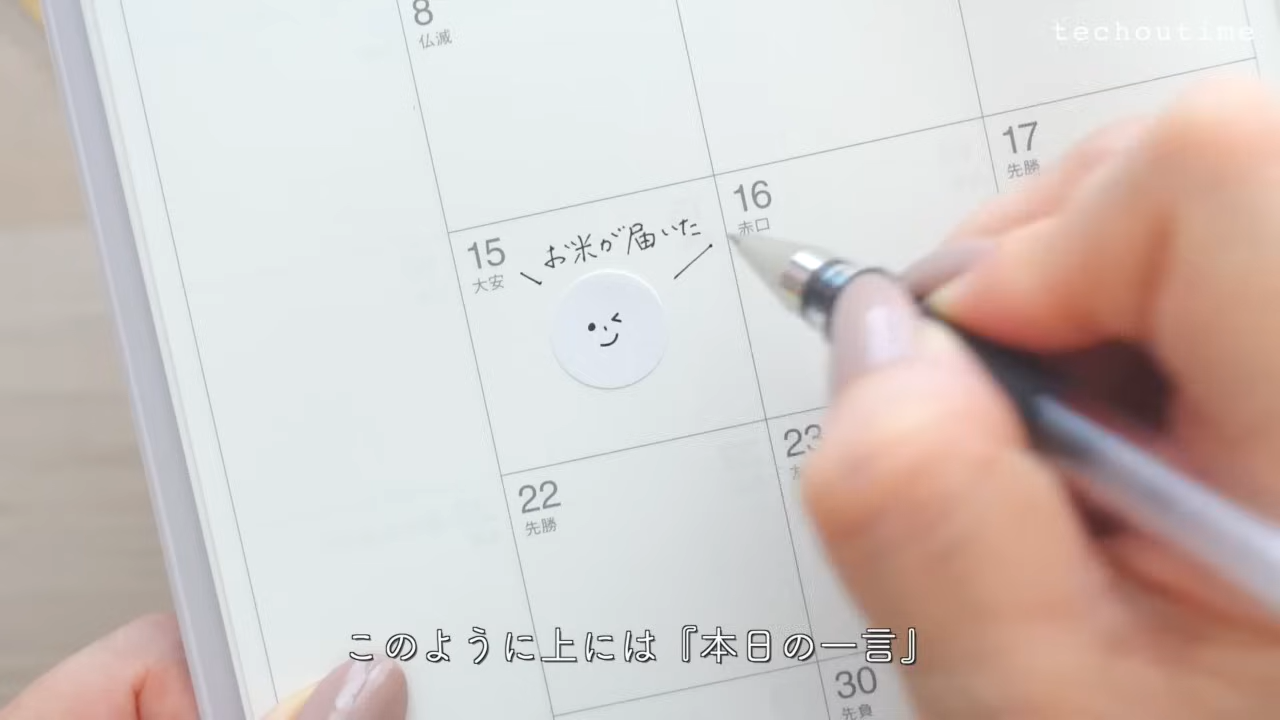 techoutime
8
仏滅
17
先勝
16
赤口
15
大安
お米が届いた
22
先勝
23
30
先負
このように上には『本日の一言』